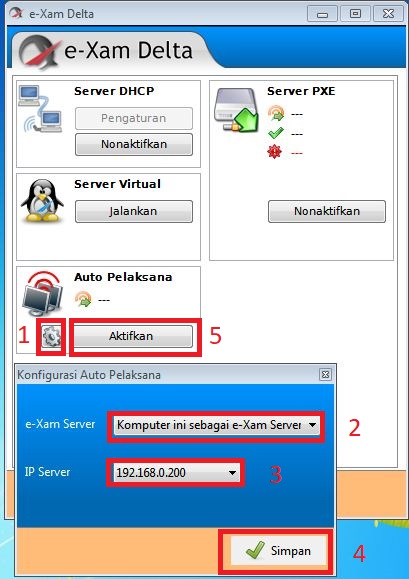 e-Xam Delta
e-Xam Delta
Server DHCP
Pengaturan
Nonaktifkan
Server PXE
---
---
---
Nonaktifkan
Server Virtual
Jalankan
Auto Pelaksana
---
1
Aktifkan
5
Konfigurasi Auto Pelaksana
e-Xam Server
Komputer ini sebagai e-Xam Server
2
IP Server
192.168.0.200
3
Simpan
4